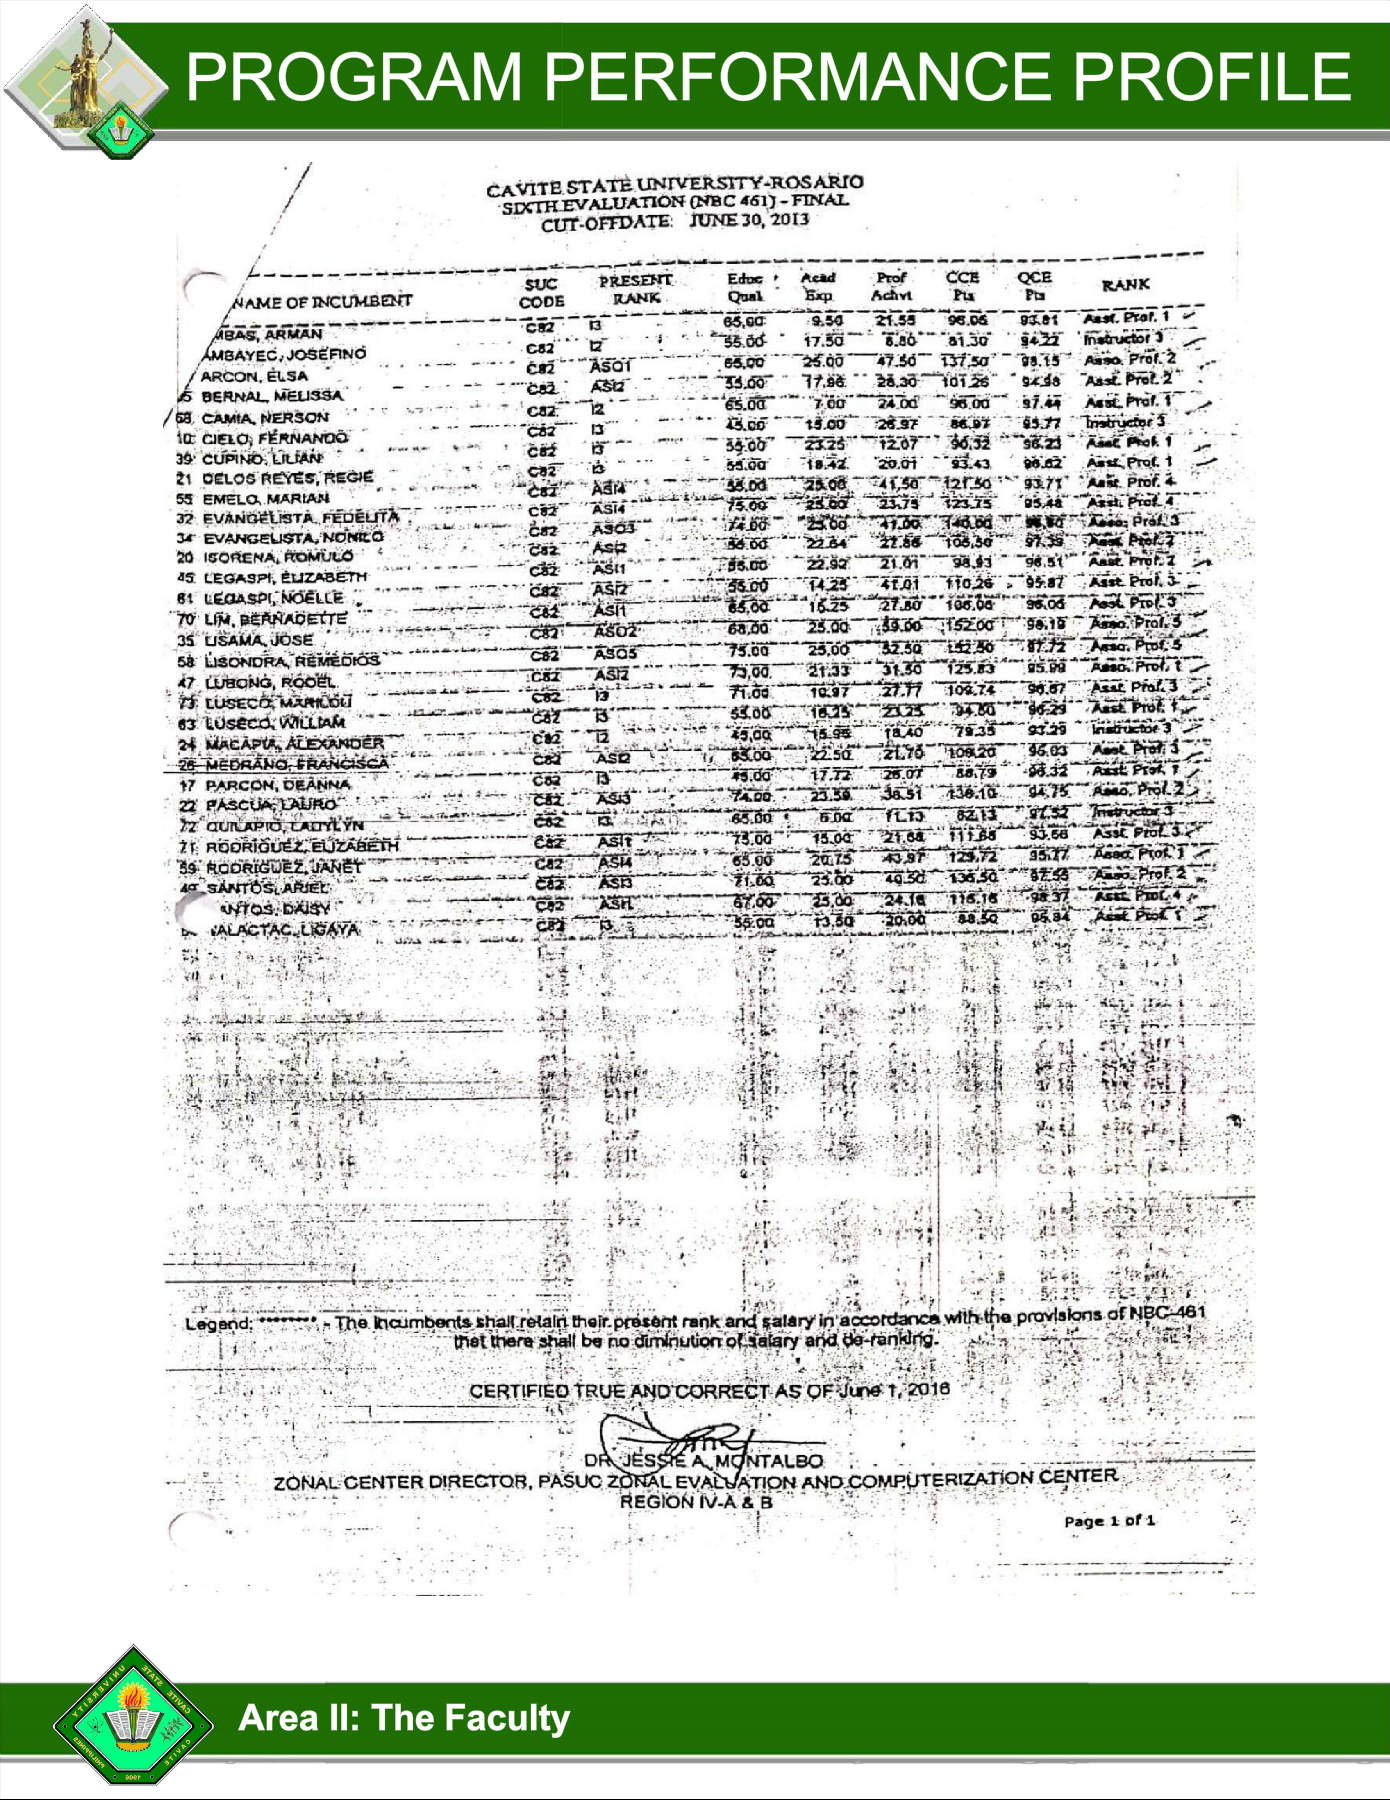 PROGRAM PERFORMANCE PROFILE
CAVITE STATE UNIVERSITY-ROSARIO
SIXTH EVALUATION (NBC 461) - FINAL
CUT-OFFDATE: JUNE 30, 2013
NAME OF INCUMBENT SUC CODE PRESENT RANK Educ Qual Acad Exp Prof Achvt CCE Pts QCE Pts RANK
MBAS, ARMAN C82 I3 65.00 9.50 21.55 96.05 93.81 Asst. Prof. 1
AMBAYEC, JOSEFINO C82 I2 55.00 17.50 8.80 81.30 94.22 Instructor 3
ARCON, ELSA C82 ASO1 65.00 25.00 47.50 137.50 98.15 Asso. Prof. 2
BERNAL, MELISSA C82 ASI2 55.00 17.96 28.30 101.26 94.98 Asst. Prof. 2
68 CAMIA, NERSON C82 I2 65.00 7.00 24.00 96.00 97.44 Asst. Prof. 1
10 CIELO, FERNANDO C82 I3 45.00 15.00 26.97 86.97 95.77 Instructor 3
39 CUPINO, LILIAN C82 I3 55.00 23.25 12.07 90.32 96.23 Asst. Prof. 1
21 DELOS REYES, REGIE C82 I3 55.00 18.42 20.01 93.43 96.62 Asst. Prof. 1
55 EMELO, MARIAN C82 ASI4 55.00 25.00 41.50 121.50 93.71 Asst. Prof. 4
32 EVANGELISTA, FEDELITA C82 ASI4 75.00 25.00 23.75 123.75 95.48 Asst. Prof. 4
34 EVANGELISTA, NONILO C82 ASO3 74.00 25.00 41.00 140.00 Asso. Prof. 3
20 ISORENA, ROMULO C82 ASI2 22.64 27.86 105.50 97.39 Asst. Prof. 2
45 LEGASPI, ELIZABETH C82 ASI1 55.00 22.92 21.01 98.93 96.51 Asst. Prof. 2
61 LEGASPI, NOELLE C82 ASI2 55.00 14.25 41.01 110.26 95.87 Asst. Prof. 3
70 LIM, BERNADETTE C82 ASI1 65.00 15.25 27.80 108.05 96.06 Asst. Prof. 3
35 LISAMA, JOSE C82 ASO2 68.00 25.00 59.00 152.00 98.19 Asso. Prof. 5
58 LISONDRA, REMEDIOS C82 ASO5 75.00 25.00 52.50 152.50 97.72 Asso. Prof. 5
47 LUBONG, RODEL C82 ASI2 73.00 21.33 31.50 125.83 95.99 Asso. Prof. 1
73 LUSECO, MARILOU C82 I3 71.00 10.97 27.77 109.74 96.67 Asst. Prof. 3
63 LUSECO, WILLIAM C82 I3 55.00 16.25 23.25 94.50 96.29 Asst. Prof. 1
24 MACAPIA, ALEXANDER C82 I2 45.00 15.95 18.40 79.35 93.29 Instructor 3
26 MEDRANO, FRANCISCA C82 ASI2 65.00 22.50 21.70 109.20 96.03 Asst. Prof. 3
17 PARCON, DEANNA C82 I3 45.00 17.72 26.07 88.79 96.32 Asst. Prof. 1
22 PASCUA, LAURO C82 ASI3 74.00 23.59 38.51 136.10 94.75 Asso. Prof. 2
72 QUILAPIO, LADYLYN C82 I3 65.00 6.00 11.13 82.13 97.52 Instructor 3
71 RODRIGUEZ, ELIZABETH C82 ASI1 75.00 15.00 21.68 111.68 93.56 Asst. Prof. 3
59 RODRIGUEZ, JANET C82 ASI4 65.00 20.75 43.97 129.72 95.77 Asso. Prof. 1
49 SANTOS, ARIEL C82 ASI3 71.00 25.00 40.50 136.50 97.59 Asso. Prof. 2
ANTOS, DAISY C82 ASI1 67.00 25.00 24.16 116.16 98.37 Asst. Prof. 4
ALACTAC, LIGAYA C82 I3 55.00 13.50 20.00 88.50 95.84 Asst. Prof. 1
Legend: ******** - The Incumbents shall retain their present rank and salary in accordance with the provisions of NBC-461
that there shall be no diminution of salary and de-ranking.
CERTIFIED TRUE AND CORRECT AS OF June 1, 2016
DR. JESSIE A. MONTALBO
ZONAL CENTER DIRECTOR, PASUC ZONAL EVALUATION AND COMPUTERIZATION CENTER
REGION IV-A & B
Page 1 of 1
Area II: The Faculty